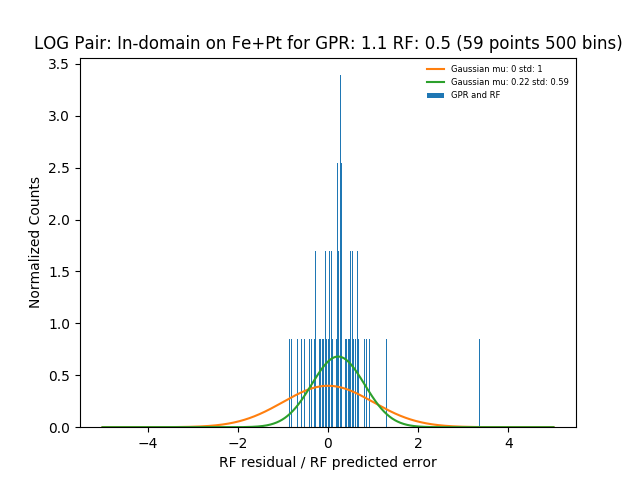 LOG Pair: In-domain on Fe+Pt for GPR: 1.1 RF: 0.5 (59 points 500 bins)
Gaussian mu: 0 std: 1
Gaussian mu: 0.22 std: 0.59
GPR and RF
Normalized Counts
3.5
3.0
2.5
2.0
1.5
1.0
0.5
0.0
−4
−2
0
2
4
RF residual / RF predicted error